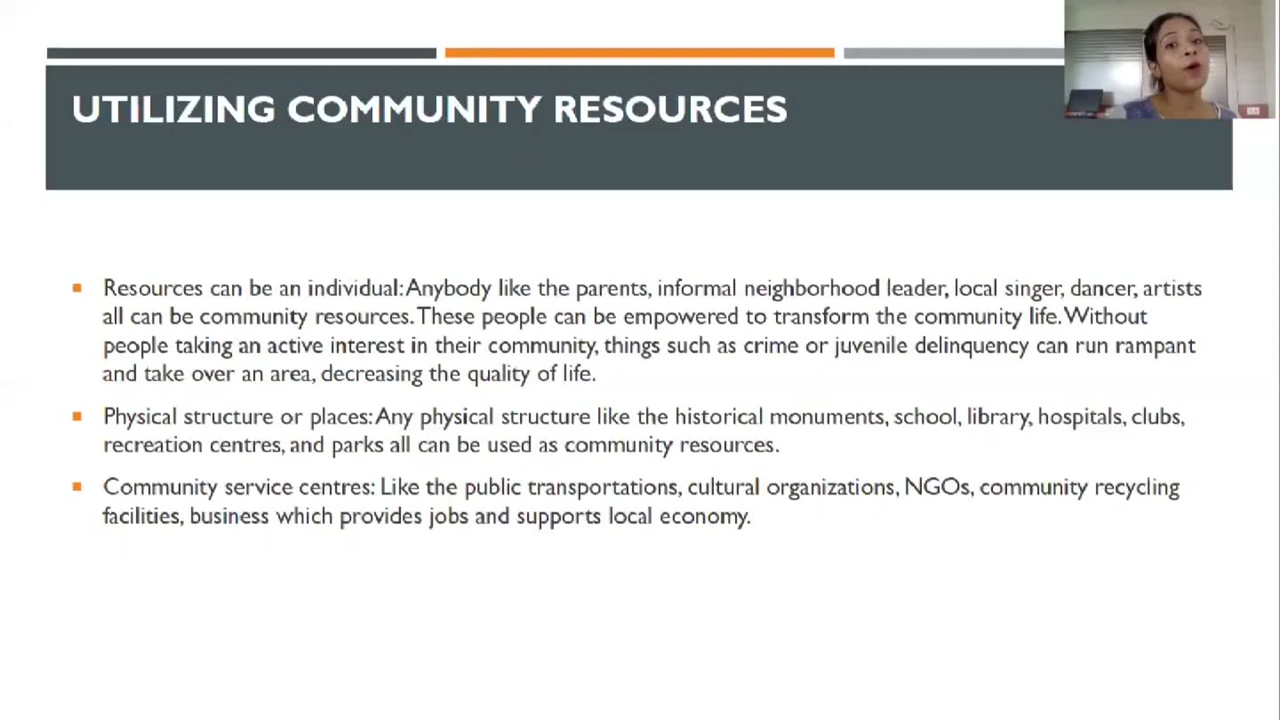 UTILIZING COMMUNITY RESOURCES
Resources can be an individual: Anybody like the parents, informal neighborhood leader, local singer, dancer, artists
all can be community resources. These people can be empowered to transform the community life. Without
people taking an active interest in their community, things such as crime or juvenile delinquency can run rampant
and take over an area, decreasing the quality of life.
Physical structure or places: Any physical structure like the historical monuments, school, library, hospitals, clubs,
recreation centres, and parks all can be used as community resources.
Community service centres: Like the public transportations, cultural organizations, NGOs, community recycling
facilities, business which provides jobs and supports local economy.